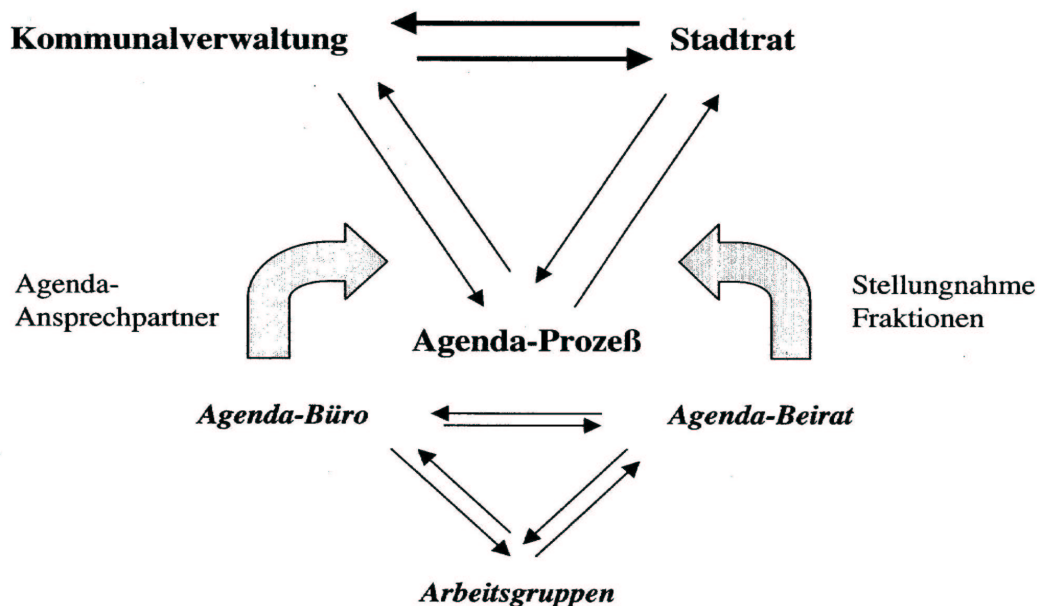 Kommunalverwaltung
Stadtrat
Agenda-
Ansprechpartner
Stellungnahme
Fraktionen
Agenda-Prozeß
Agenda-Büro
Agenda-Beirat
Arbeitsgruppen